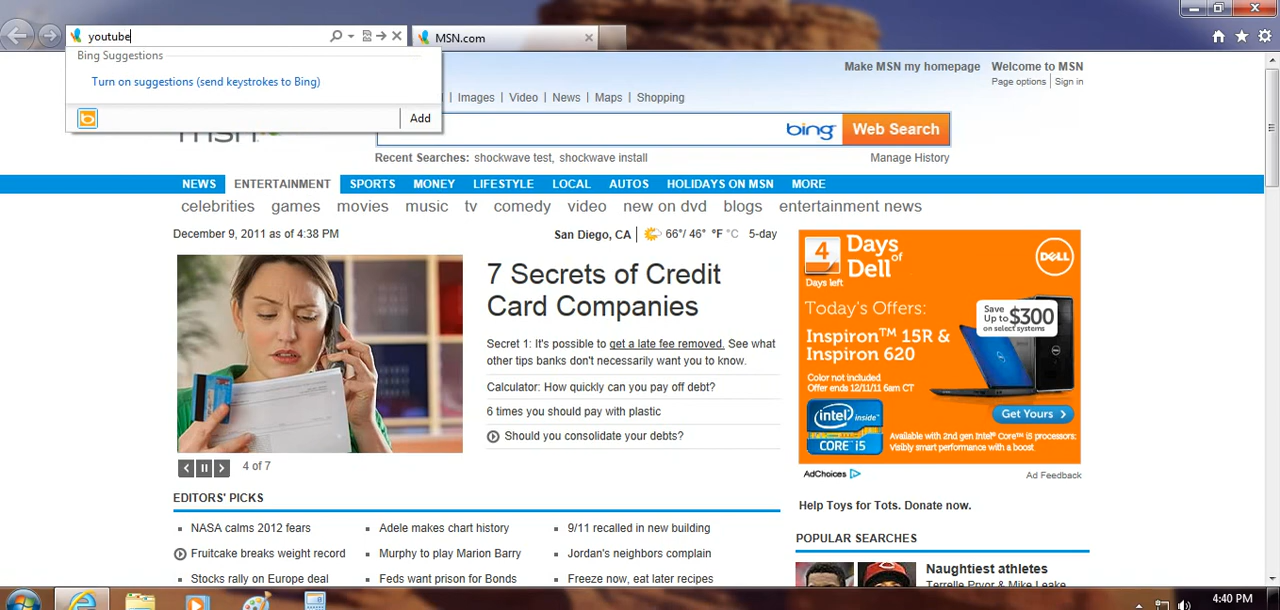 youtube
MSN.com
Bing Suggestions
Turn on suggestions (send keystrokes to Bing)
Add
Make MSN my homepage
Welcome to MSN
Page options
Sign in
Images
Video
News
Maps
Shopping
msn
bing
Web Search
Recent Searches: shockwave test, shockwave install
Manage History
NEWS
ENTERTAINMENT
SPORTS
MONEY
LIFESTYLE
LOCAL
AUTOS
HOLIDAYS ON MSN
MORE
celebrities
games
movies
music
tv
comedy
video
new on dvd
blogs
entertainment news
December 9, 2011 as of 4:38 PM
San Diego, CA
66°/ 46° °F °C 5-day
7 Secrets of Credit
Card Companies
Secret 1: It's possible to get a late fee removed. See what
other tips banks don't necessarily want you to know.
Calculator: How quickly can you pay off debt?
6 times you should pay with plastic
Should you consolidate your debts?
4 of 7
4
Days left
Days of
Dell
DELL
Today's Offers:
Inspiron™ 15R &
Inspiron 620
Save
Up to $300
on select systems
Color not included
Offer ends 12/11/11 6am CT
Get Yours
intel inside™
CORE i5
Available with 2nd gen Intel® Core™ i5 processors:
Visibly smart performance with a boost
AdChoices
Ad Feedback
EDITORS' PICKS
NASA calms 2012 fears
Adele makes chart history
9/11 recalled in new building
Fruitcake breaks weight record
Murphy to play Marion Barry
Jordan's neighbors complain
Stocks rally on Europe deal
Feds want prison for Bonds
Freeze now, eat later recipes
Help Toys for Tots. Donate now.
POPULAR SEARCHES
Naughtiest athletes
Terrelle Pryor & Mike Leake
4:40 PM